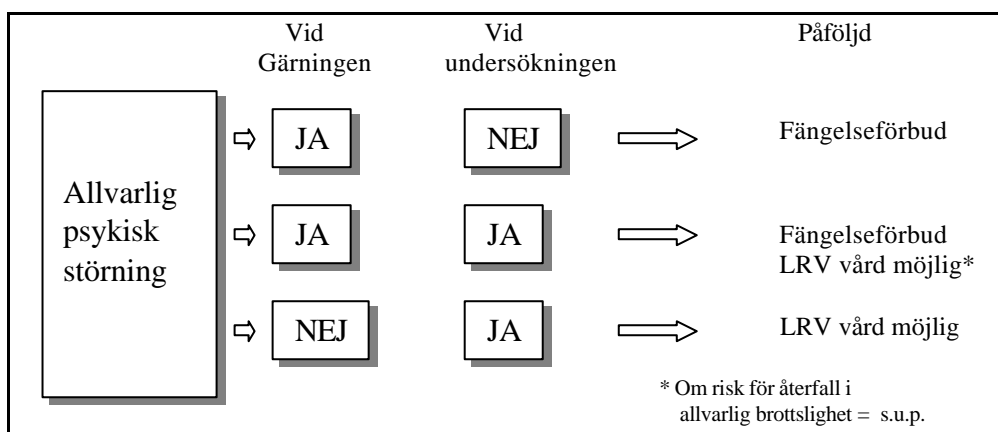 Vid Vid Påföljd
Gärningen undersökningen
Allvarlig
psykisk
störning
JA NEJ Fängelseförbud
JA JA Fängelseförbud
LRV vård möjlig*
NEJ JA LRV vård möjlig
* Om risk för återfall i
allvarlig brottslighet = s.u.p.